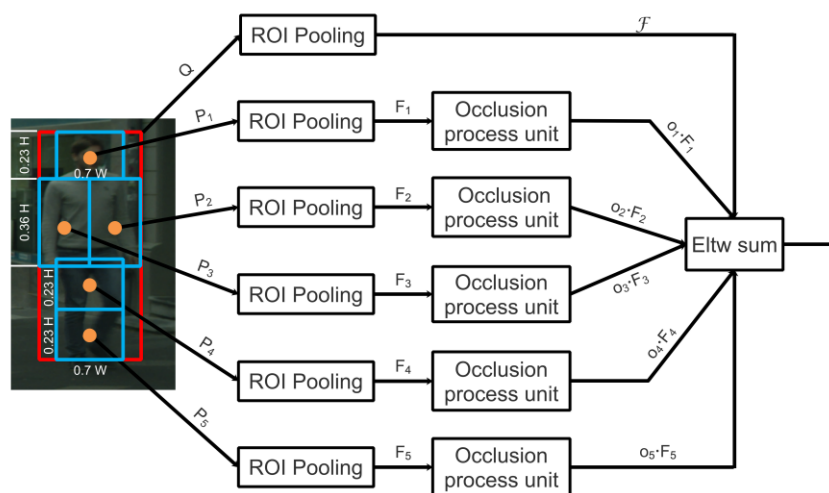 Q
ROI Pooling
ℱ
P1
ROI Pooling
F1
Occlusion
process unit
o1·F1
0.23 H
0.7 W
0.36 H
P2
ROI Pooling
F2
Occlusion
process unit
o2·F2
Eltw sum
P3
ROI Pooling
F3
Occlusion
process unit
o3·F3
0.23 H
0.23 H
0.7 W
P4
ROI Pooling
F4
Occlusion
process unit
o4·F4
P5
ROI Pooling
F5
Occlusion
process unit
o5·F5